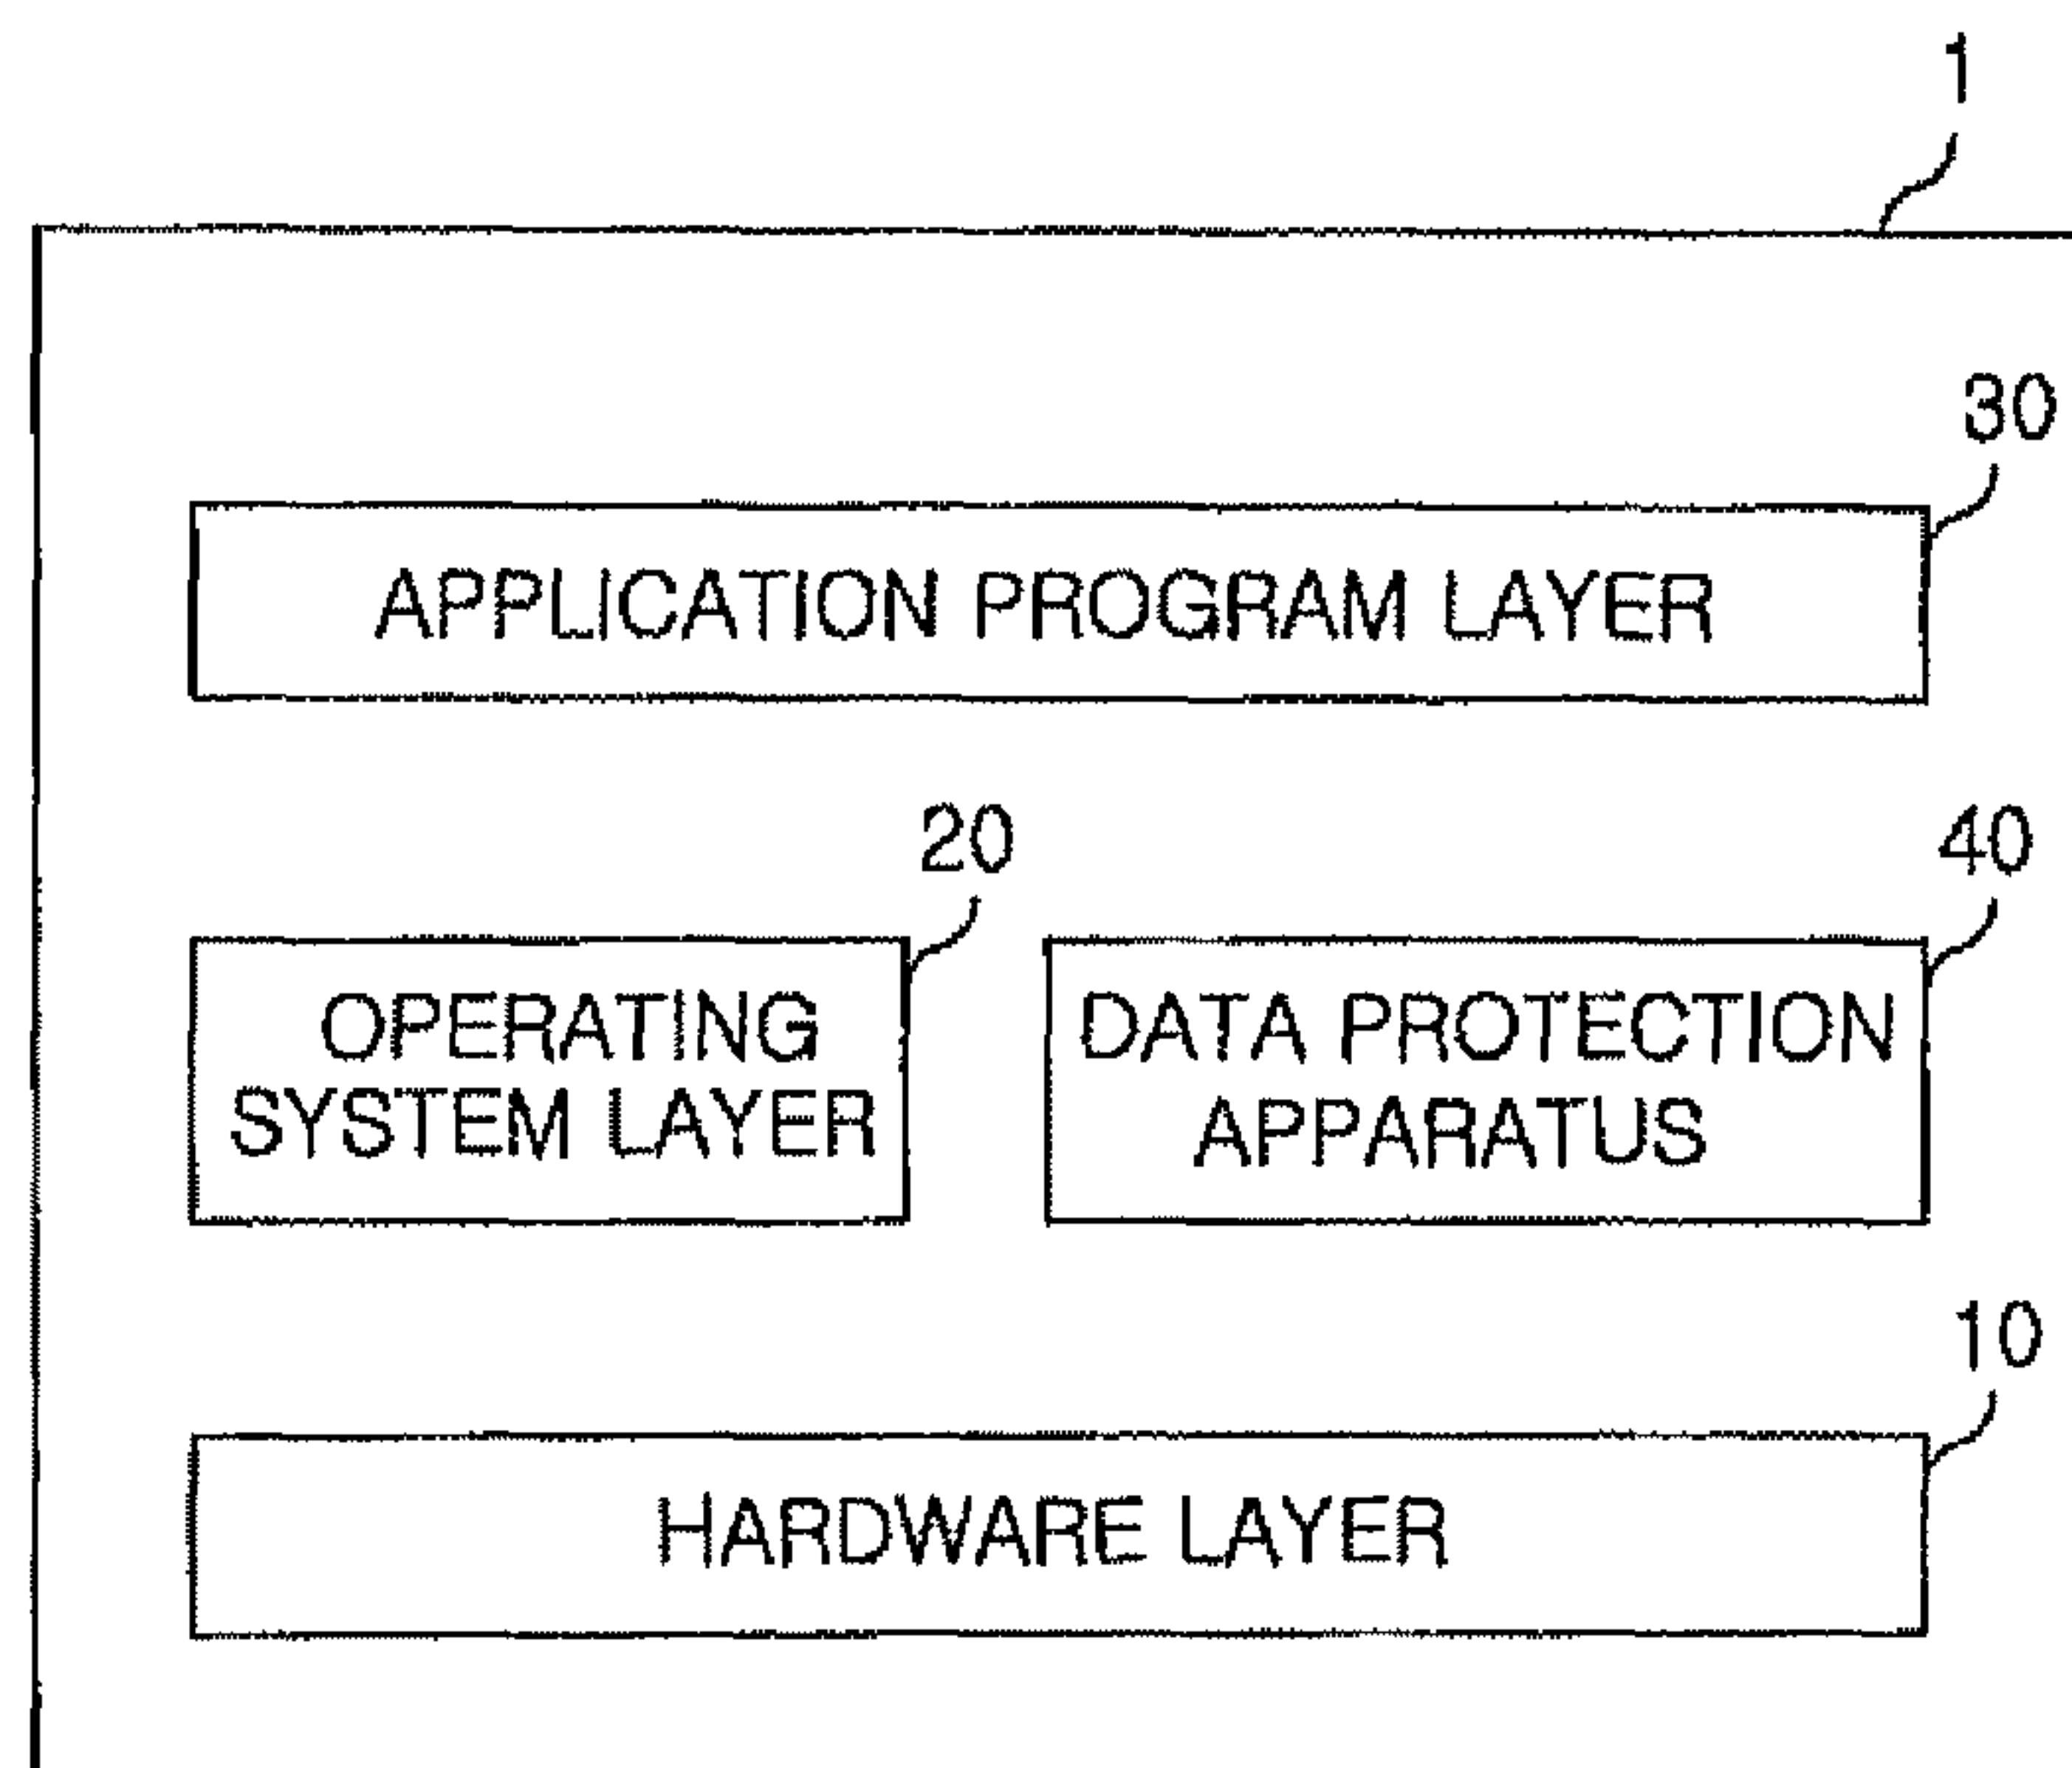 1
30
APPLICATION PROGRAM LAYER
20
40
OPERATING
SYSTEM LAYER
DATA PROTECTION
APPARATUS
10
HARDWARE LAYER